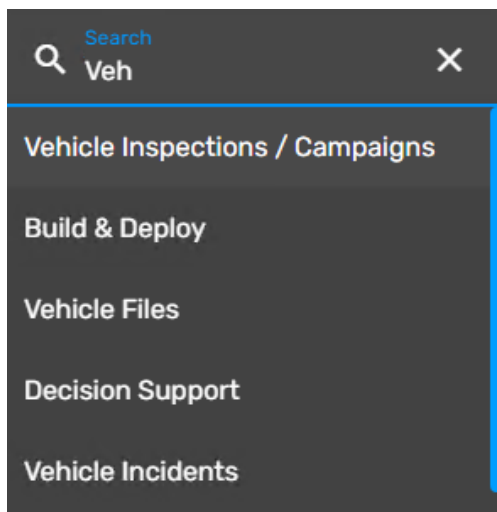 Search
Veh
Vehicle Inspections / Campaigns
Build & Deploy
Vehicle Files
Decision Support
Vehicle Incidents